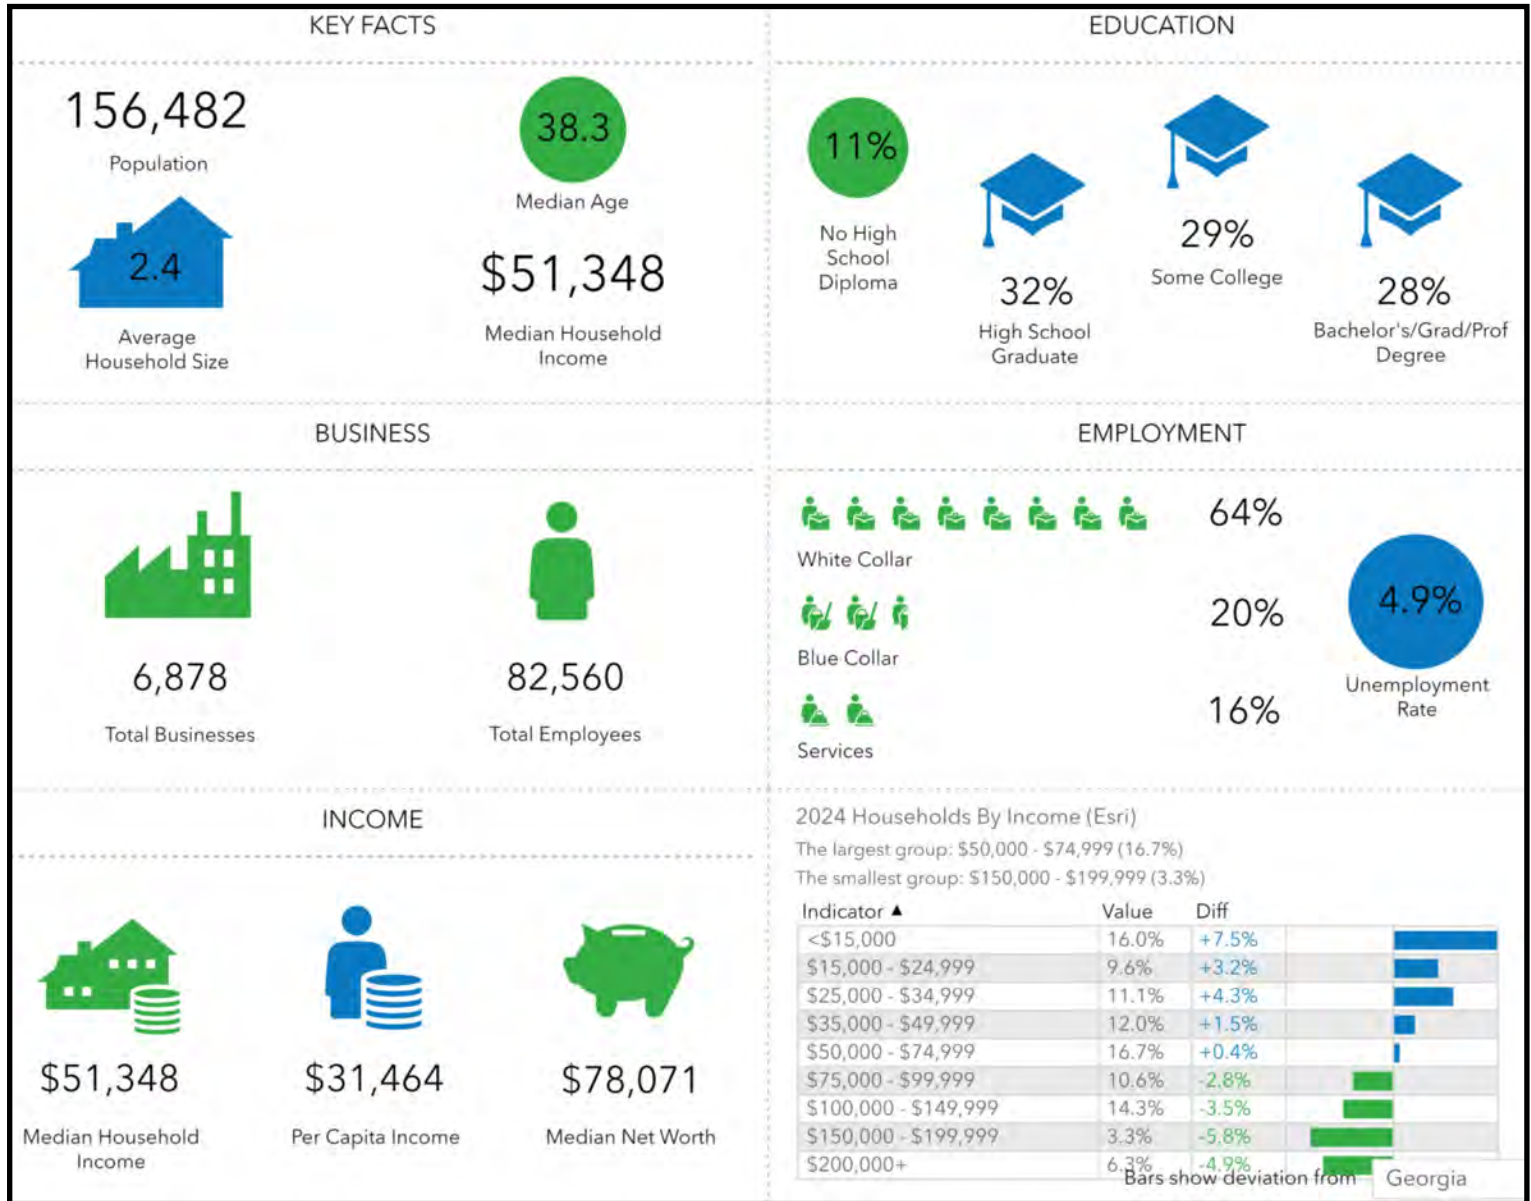 KEY FACTS
156,482
Population
38.3
Median Age
2.4
Average
Household Size
$51,348
Median Household
Income
EDUCATION
11%
No High
School
Diploma
32%
High School
Graduate
29%
Some College
28%
Bachelor's/Grad/Prof
Degree
BUSINESS
6,878
Total Businesses
82,560
Total Employees
EMPLOYMENT
64%
White Collar
20%
Blue Collar
16%
Services
4.9%
Unemployment
Rate
INCOME
$51,348
Median Household
Income
$31,464
Per Capita Income
$78,071
Median Net Worth
2024 Households By Income (Esri)
The largest group: $50,000 - $74,999 (16.7%)
The smallest group: $150,000 - $199,999 (3.3%)
Indicator ▲ Value Diff
<$15,000 16.0% +7.5%
$15,000 - $24,999 9.6% +3.2%
$25,000 - $34,999 11.1% +4.3%
$35,000 - $49,999 12.0% +1.5%
$50,000 - $74,999 16.7% +0.4%
$75,000 - $99,999 10.6% -2.8%
$100,000 - $149,999 14.3% -3.5%
$150,000 - $199,999 3.3% -5.8%
$200,000+ 6.3% -4.9%
Bars show deviation from Georgia